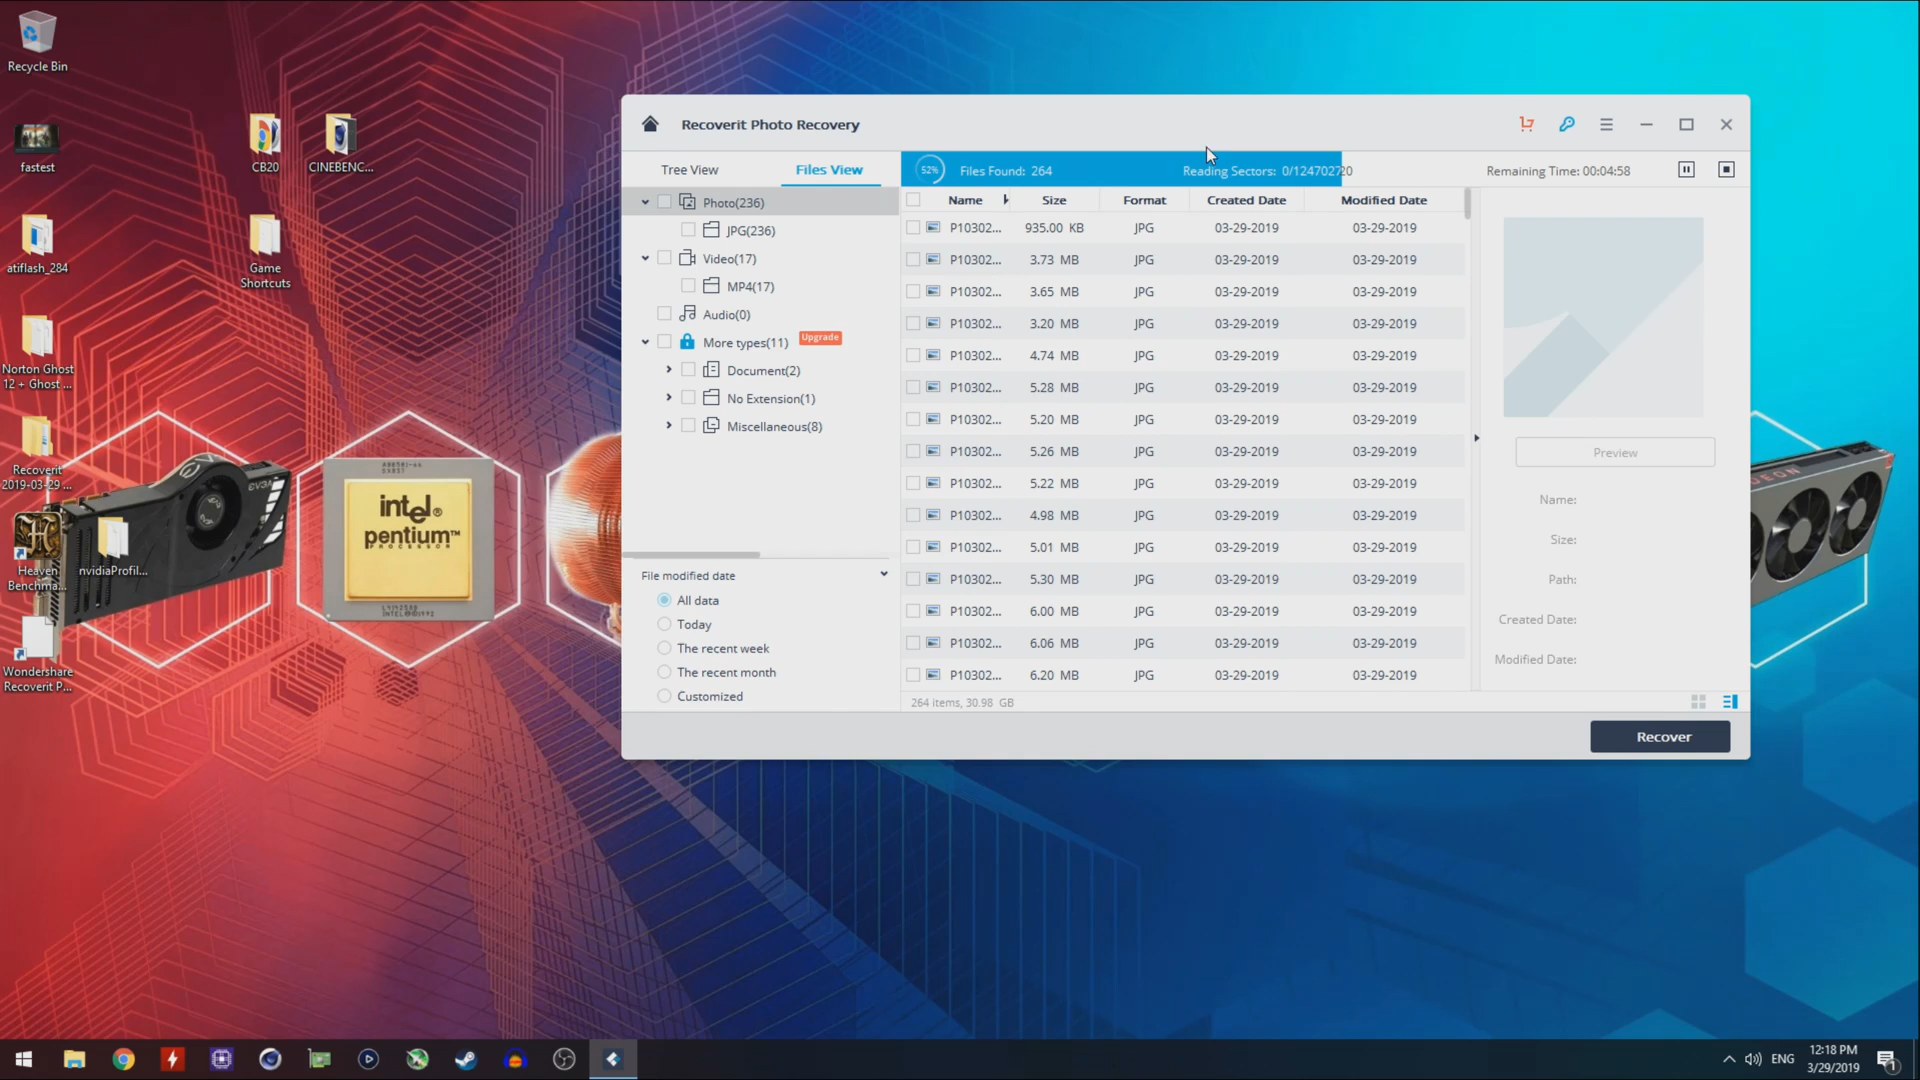 Recycle Bin
fastest
CB20
CINEBENC...
atiflash_284
Game
Shortcuts
Norton Ghost
12 + Ghost ...
Recoverit
2019-03-29 ...
Heaven
Benchma...
nvidiaProfil...
Wondershare
Recoverit P...
EVGA
A80501-66
SX837
intel®
pentium™
PROCESSOR
L4142500
INTEL©©1992
Recoverit Photo Recovery
Tree View
Files View
52%
Files Found: 264
Reading Sectors: 0/124702720
Remaining Time: 00:04:58
Photo(236)
JPG(236)
Video(17)
MP4(17)
Audio(0)
More types(11)
Upgrade
Document(2)
No Extension(1)
Miscellaneous(8)
File modified date
All data
Today
The recent week
The recent month
Customized
Name Size Format Created Date Modified Date
P10302... 935.00 KB JPG 03-29-2019 03-29-2019
P10302... 3.73 MB JPG 03-29-2019 03-29-2019
P10302... 3.65 MB JPG 03-29-2019 03-29-2019
P10302... 3.20 MB JPG 03-29-2019 03-29-2019
P10302... 4.74 MB JPG 03-29-2019 03-29-2019
P10302... 5.28 MB JPG 03-29-2019 03-29-2019
P10302... 5.20 MB JPG 03-29-2019 03-29-2019
P10302... 5.26 MB JPG 03-29-2019 03-29-2019
P10302... 5.22 MB JPG 03-29-2019 03-29-2019
P10302... 4.98 MB JPG 03-29-2019 03-29-2019
P10302... 5.01 MB JPG 03-29-2019 03-29-2019
P10302... 5.30 MB JPG 03-29-2019 03-29-2019
P10302... 6.00 MB JPG 03-29-2019 03-29-2019
P10302... 6.06 MB JPG 03-29-2019 03-29-2019
P10302... 6.20 MB JPG 03-29-2019 03-29-2019
264 items, 30.98 GB
Preview
Name:
Size:
Path:
Created Date:
Modified Date:
Recover
DEON
ENG
12:18 PM
3/29/2019
1